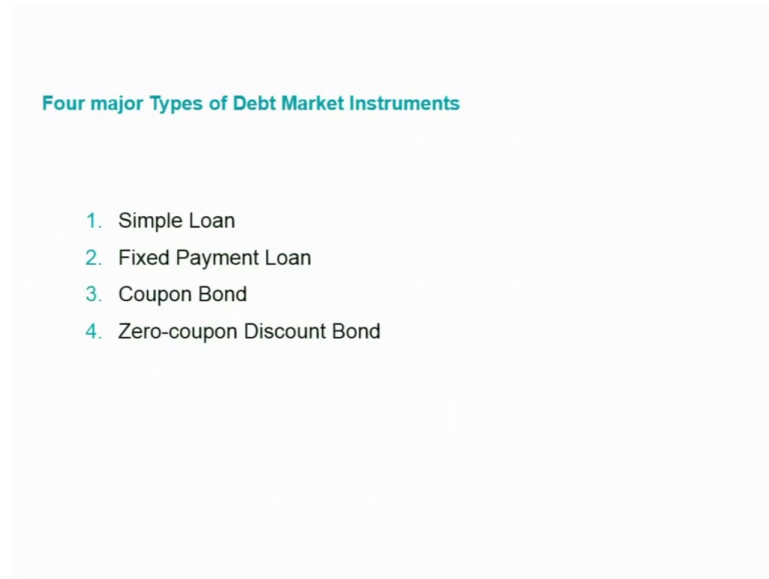 Four major Types of Debt Market Instruments
1. Simple Loan
2. Fixed Payment Loan
3. Coupon Bond
4. Zero-coupon Discount Bond